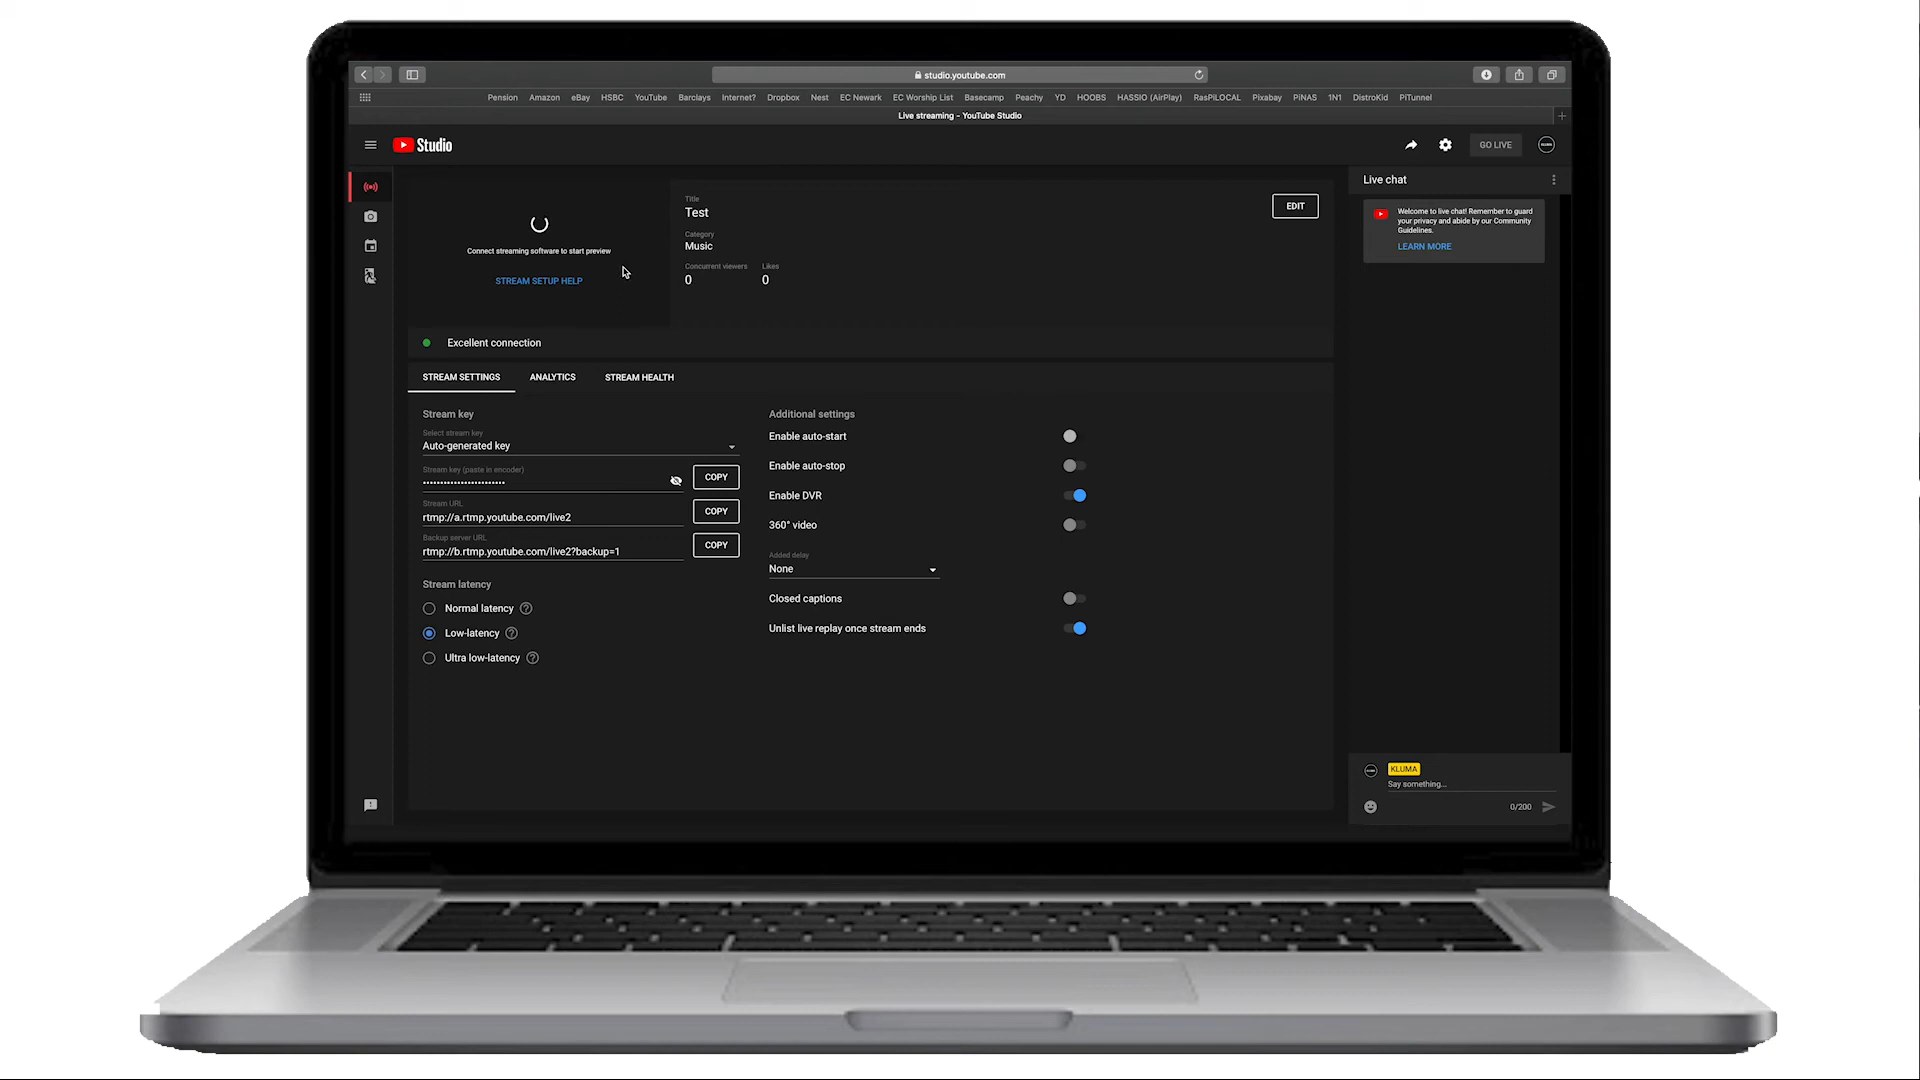 studio.youtube.com
Pension Amazon eBay HSBC YouTube Barclays Internet? Dropbox Nest EC Newark EC Worship List Basecamp Peachy YD HOOBS HASSIO (AirPlay) RasPiLOCAL Pixabay PiNAS 1N1 DistroKid PiTunnel
Live streaming - YouTube Studio
Studio
GO LIVE
Connect streaming software to start preview
STREAM SETUP HELP
Title
Test
EDIT
Category
Music
Concurrent viewers Likes
0 0
Excellent connection
STREAM SETTINGS ANALYTICS STREAM HEALTH
Stream key
Select stream key
Auto-generated key
Stream key (paste in encoder)
COPY
Stream URL
rtmp://a.rtmp.youtube.com/live2
COPY
Backup server URL
rtmp://b.rtmp.youtube.com/live2?backup=1
COPY
Stream latency
Normal latency
Low-latency
Ultra low-latency
Additional settings
Enable auto-start
Enable auto-stop
Enable DVR
360° video
Added delay
None
Closed captions
Unlist live replay once stream ends
Live chat
Welcome to live chat! Remember to guard
your privacy and abide by our Community
Guidelines.
LEARN MORE
KLUMA
Say something...
0/200